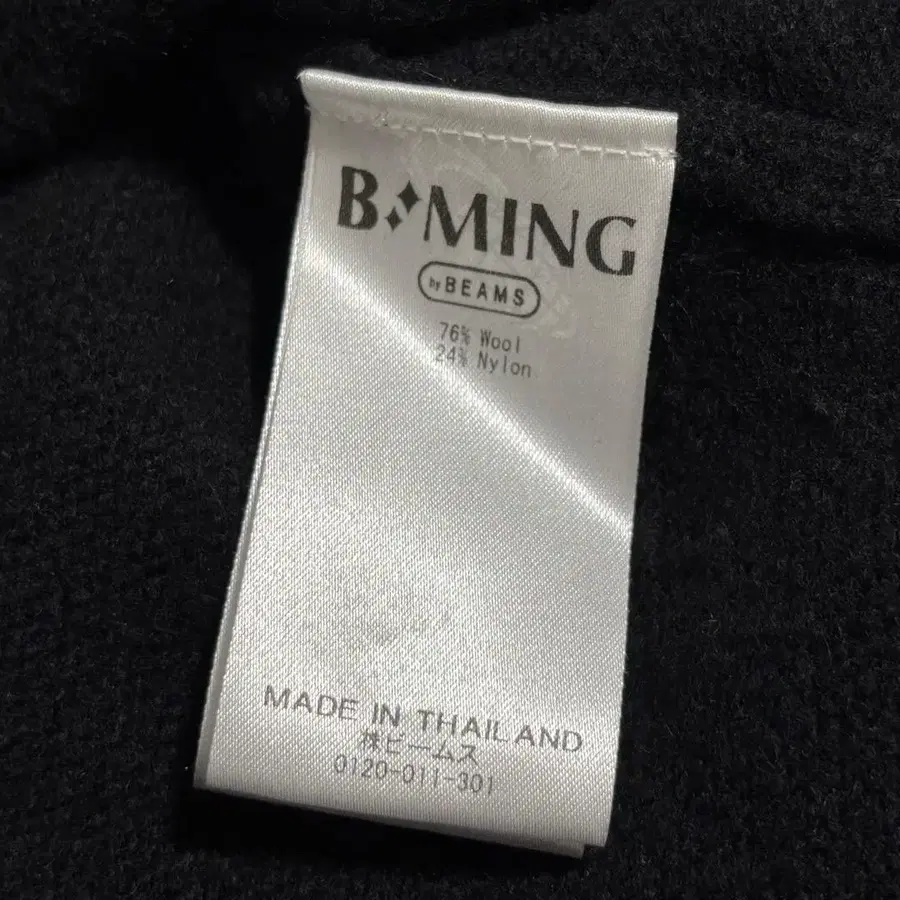 B:MING
by BEAMS
76% Wool
24% Nylon
MADE IN THAILAND
株ビームス
0120-011-301